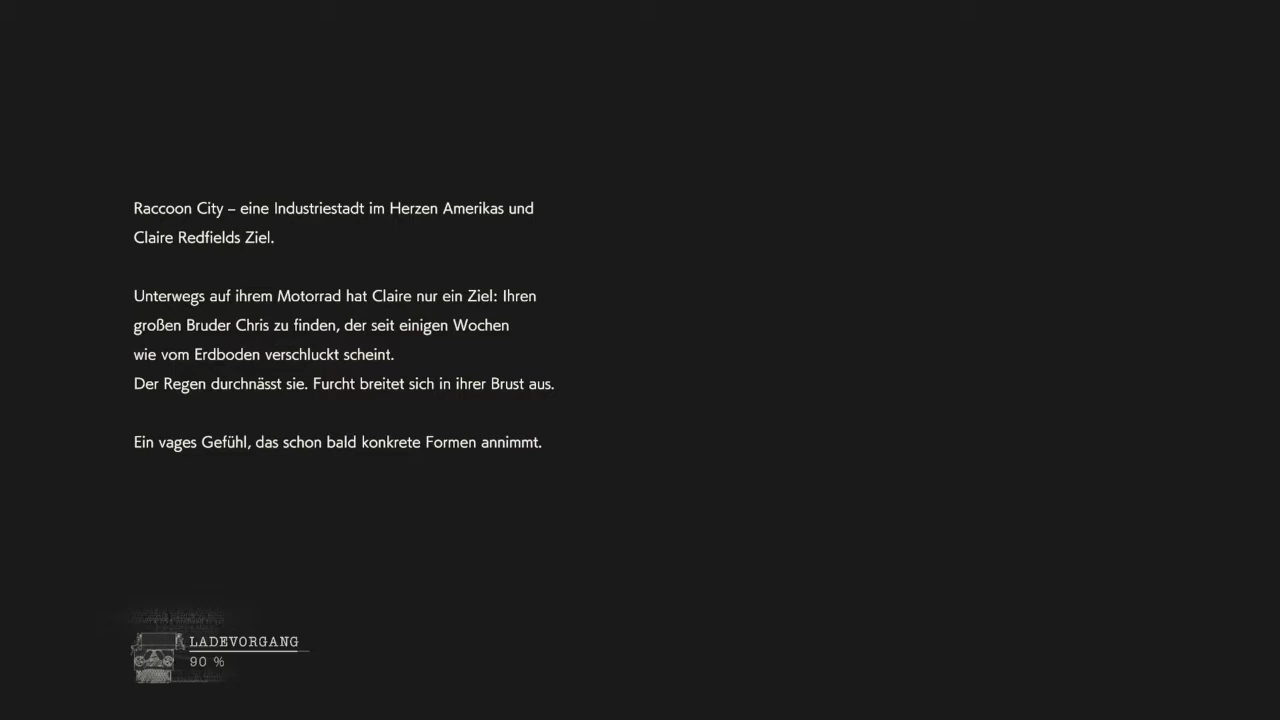 Raccoon City – eine Industriestadt im Herzen Amerikas und
Claire Redfields Ziel.
Unterwegs auf ihrem Motorrad hat Claire nur ein Ziel: Ihren
großen Bruder Chris zu finden, der seit einigen Wochen
wie vom Erdboden verschluckt scheint.
Der Regen durchnässt sie. Furcht breitet sich in ihrer Brust aus.
Ein vages Gefühl, das schon bald konkrete Formen annimmt.
LADEVORGANG
90 %